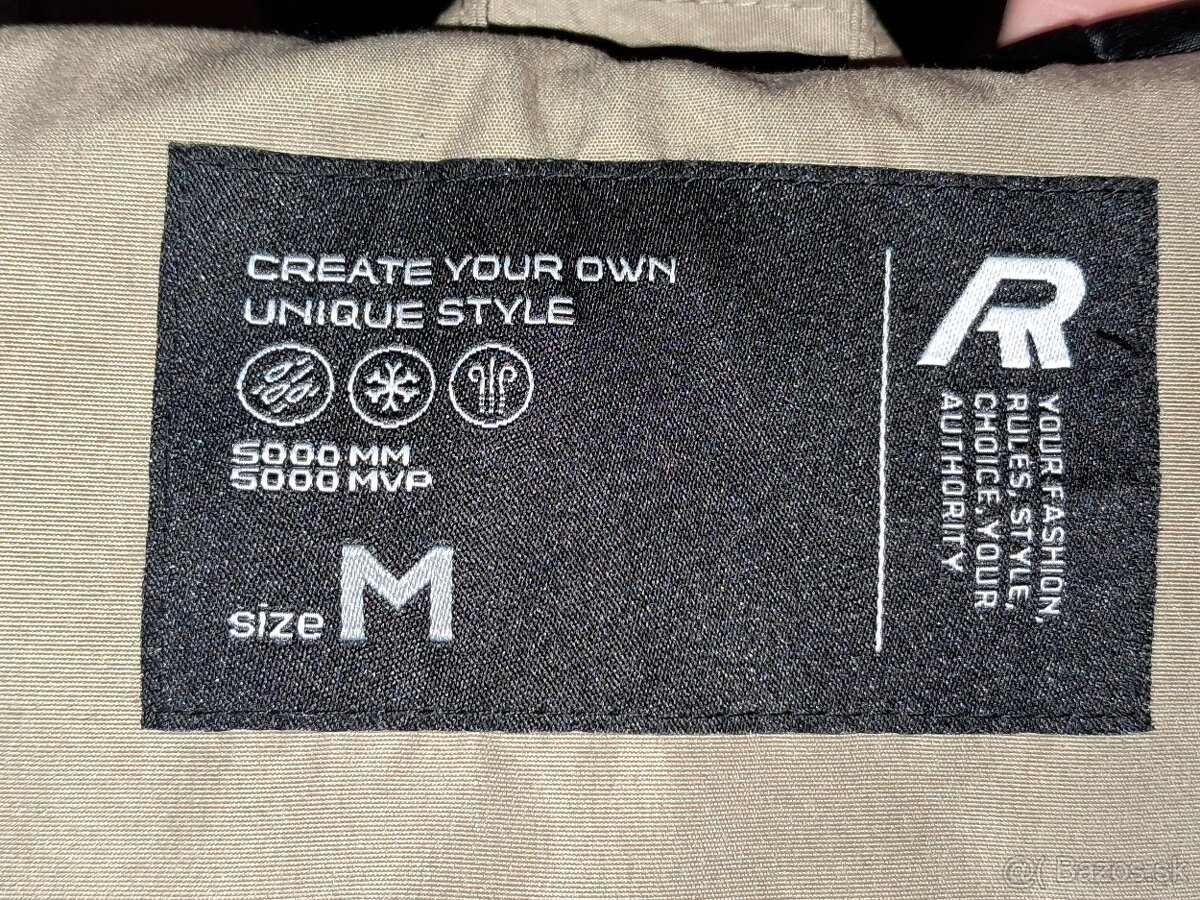 CREATE YOUR OWN
UNIQUE STYLE
5000 MM
5000 MVP
size M
YOUR FASHION,
RULES, STYLE,
CHOICE, YOUR
AUTHORITY
@( Bazos.sk